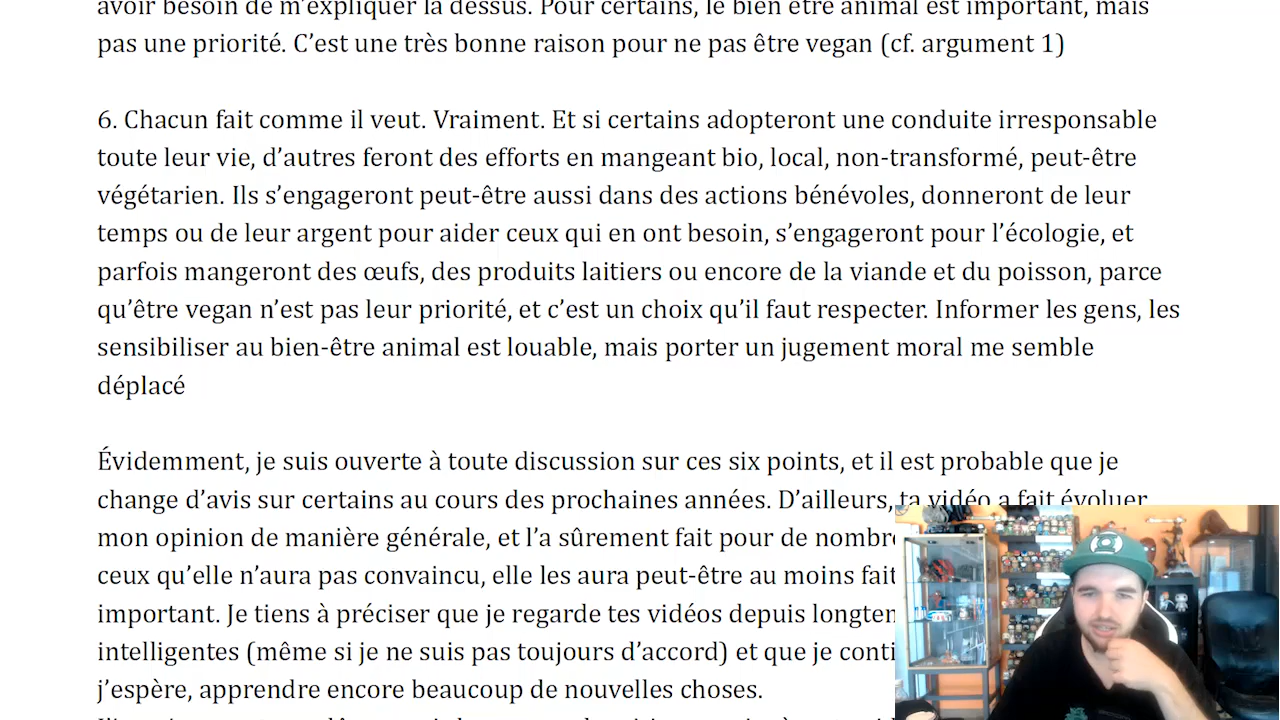 avoir besoin de m’expliquer là dessus. Pour certains, le bien être animal est important, mais
pas une priorité. C’est une très bonne raison pour ne pas être vegan (cf. argument 1)
6. Chacun fait comme il veut. Vraiment. Et si certains adopteront une conduite irresponsable
toute leur vie, d’autres feront des efforts en mangeant bio, local, non-transformé, peut-être
végétarien. Ils s’engageront peut-être aussi dans des actions bénévoles, donneront de leur
temps ou de leur argent pour aider ceux qui en ont besoin, s’engageront pour l’écologie, et
parfois mangeront des œufs, des produits laitiers ou encore de la viande et du poisson, parce
qu’être vegan n’est pas leur priorité, et c’est un choix qu’il faut respecter. Informer les gens, les
sensibiliser au bien-être animal est louable, mais porter un jugement moral me semble
déplacé
Évidemment, je suis ouverte à toute discussion sur ces six points, et il est probable que je
change d’avis sur certains au cours des prochaines années. D’ailleurs, ta vidéo a fait évoluer
mon opinion de manière générale, et l’a sûrement fait pour de nombre
ceux qu’elle n’aura pas convaincu, elle les aura peut-être au moins fait
important. Je tiens à préciser que je regarde tes vidéos depuis longten
intelligentes (même si je ne suis pas toujours d’accord) et que je conti
j’espère, apprendre encore beaucoup de nouvelles choses.